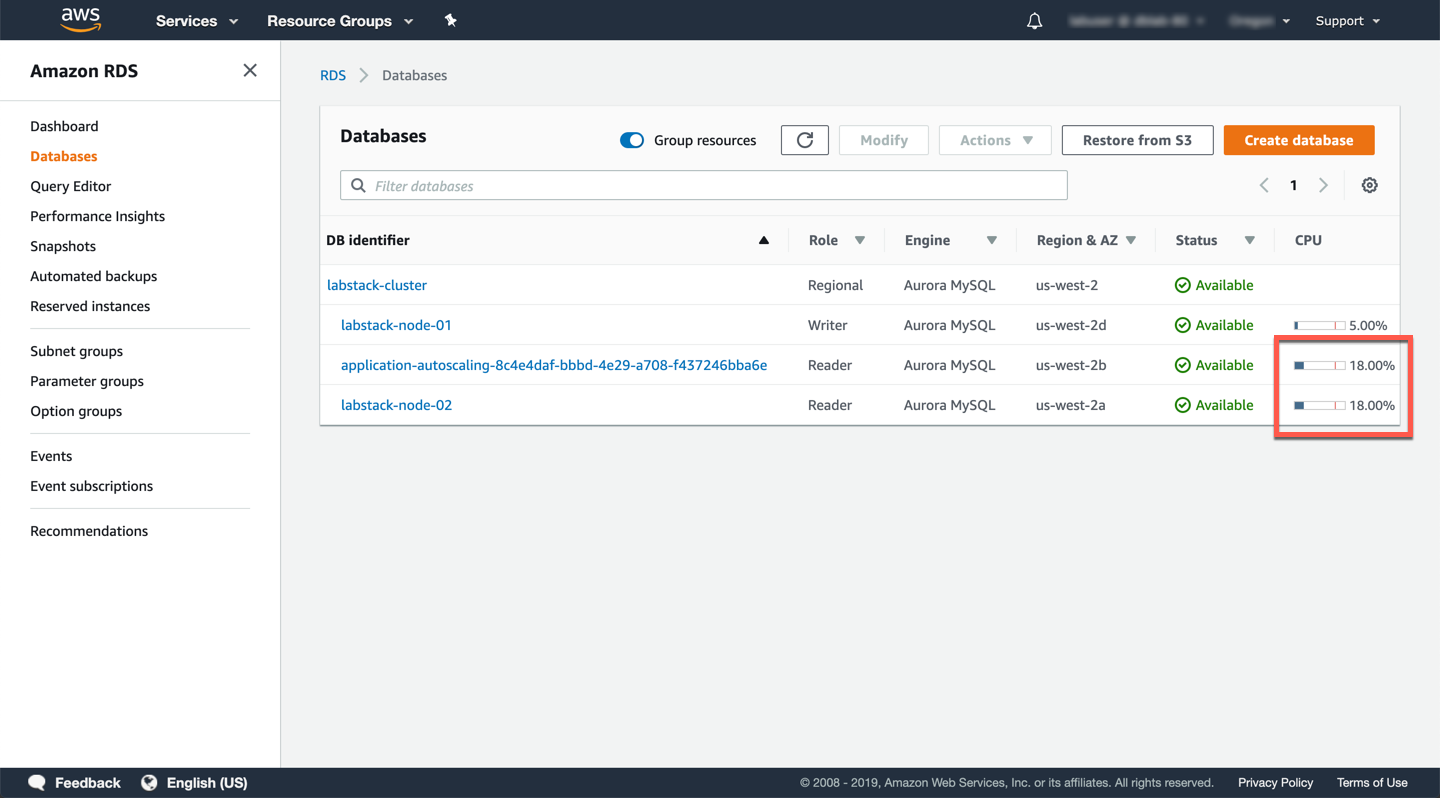 aws Services Resource Groups Support
Amazon RDS
Dashboard
Databases
Query Editor
Performance Insights
Snapshots
Automated backups
Reserved instances
Subnet groups
Parameter groups
Option groups
Events
Event subscriptions
Recommendations
RDS Databases
Databases Group resources Modify Actions Restore from S3 Create database
Filter databases 1
DB identifier Role Engine Region & AZ Status CPU
labstack-cluster Regional Aurora MySQL us-west-2 Available
labstack-node-01 Writer Aurora MySQL us-west-2d Available 5.00%
application-autoscaling-8c4e4daf-bbbd-4e29-a708-f437246bba6e Reader Aurora MySQL us-west-2b Available 18.00%
labstack-node-02 Reader Aurora MySQL us-west-2a Available 18.00%
Feedback English (US) © 2008 - 2019, Amazon Web Services, Inc. or its affiliates. All rights reserved. Privacy Policy Terms of Use